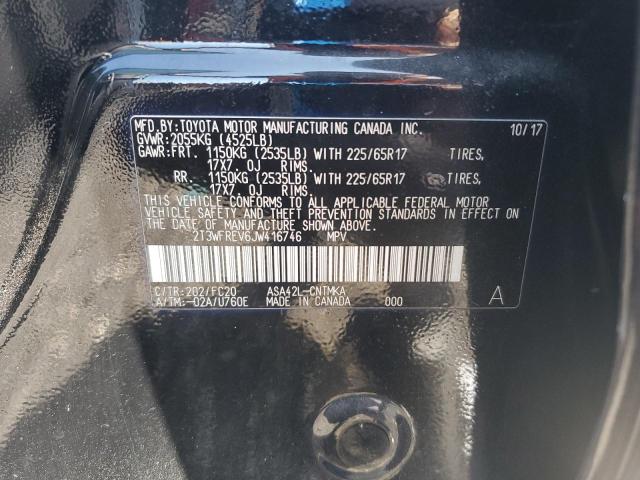 MFD.BY:TOYOTA MOTOR MANUFACTURING CANADA INC. 10/17
GVWR:2055KG (4525LB)
GAWR:FRT. 1150KG (2535LB) WITH 225/65R17 TIRES,
17X7.0J RIMS.
RR. 1150KG (2535LB) WITH 225/65R17 TIRES,
17X7.0J RIMS.
THIS VEHICLE CONFORMS TO ALL APPLICABLE FEDERAL MOTOR
VEHICLE SAFETY AND THEFT PREVENTION STANDARDS IN EFFECT ON
THE DATE OF MANUFACTURE SHOWN ABOVE.
2T3WFREV6JW416746 MPV
C/TR:202/FC20 ASA42L-CNTMKA
A/TM:-02A/U760E MADE IN CANADA 000 A